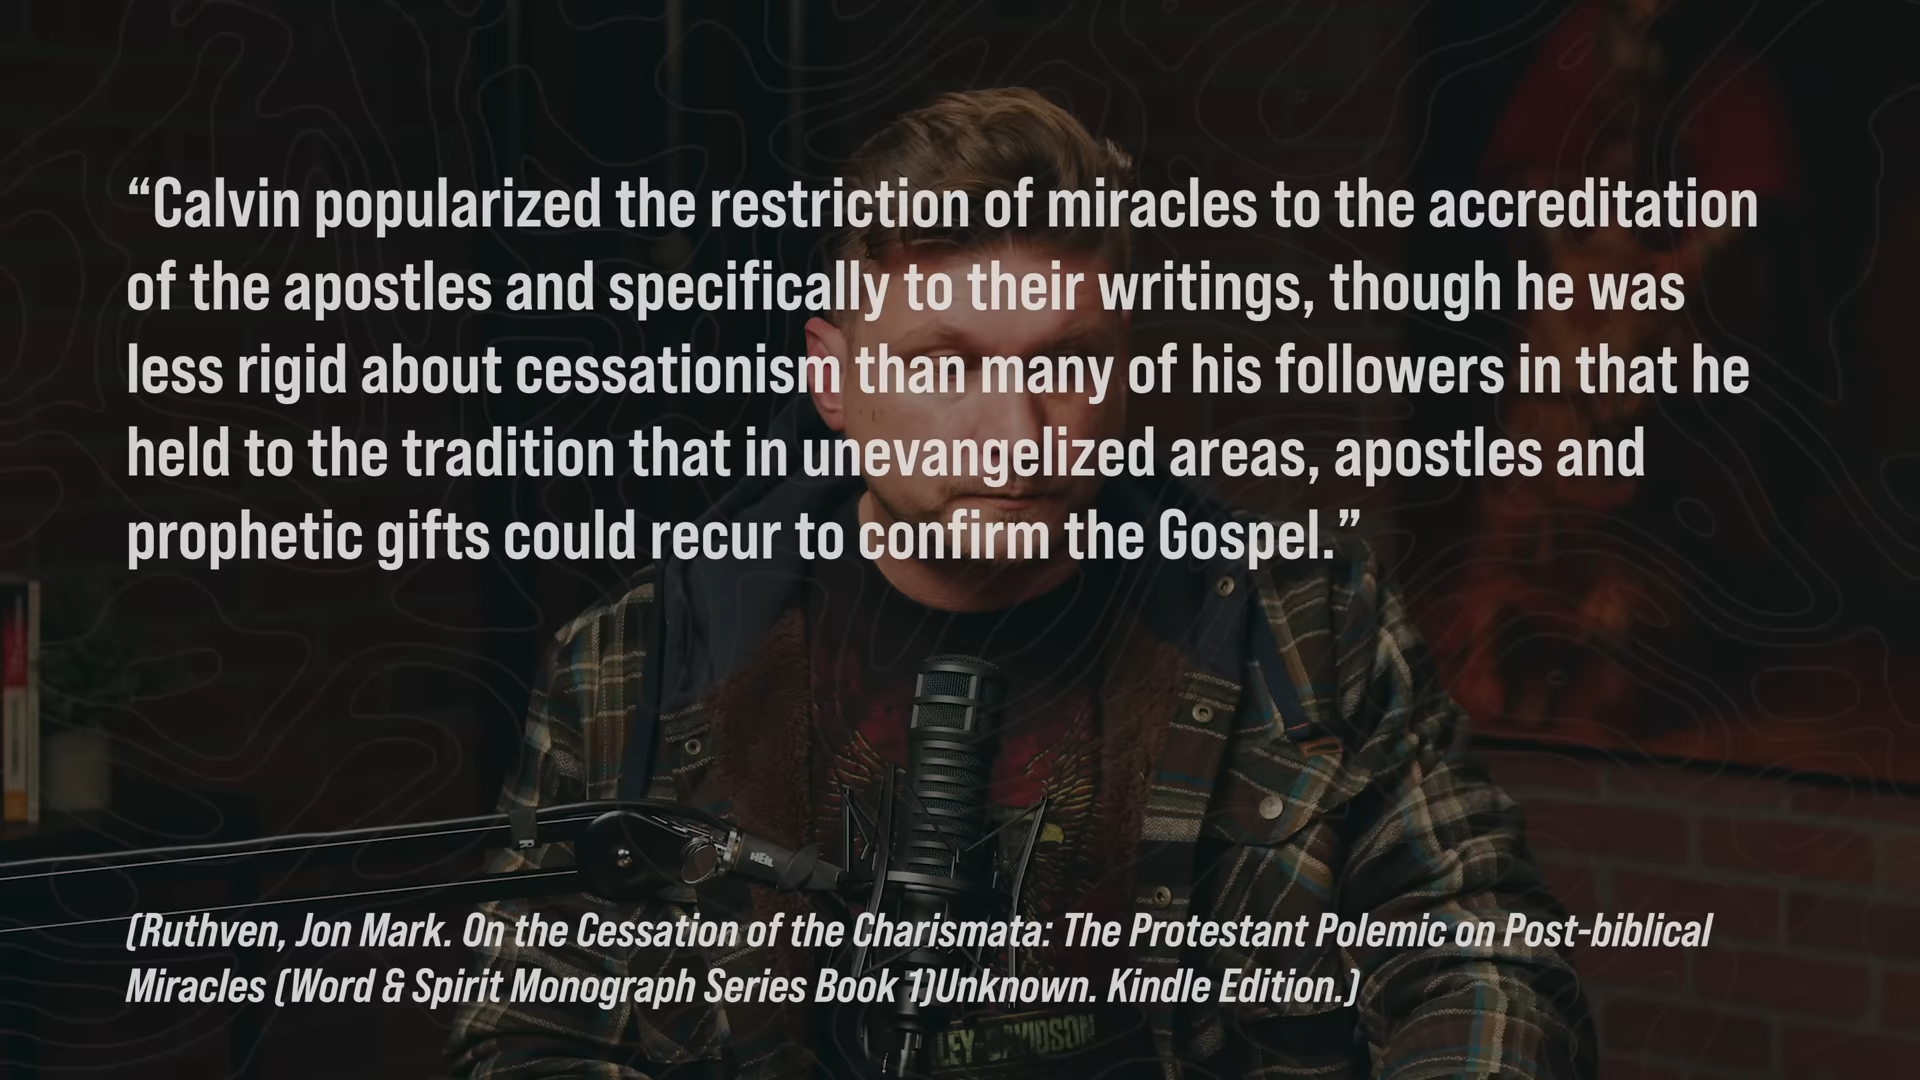 “Calvin popularized the restriction of miracles to the accreditation
of the apostles and specifically to their writings, though he was
less rigid about cessationism than many of his followers in that he
held to the tradition that in unevangelized areas, apostles and
prophetic gifts could recur to confirm the Gospel.”
HEIL
(Ruthven, Jon Mark. On the Cessation of the Charismata: The Protestant Polemic on Post-biblical
Miracles (Word & Spirit Monograph Series Book 1)Unknown. Kindle Edition.)
LEY-DAVIDSON